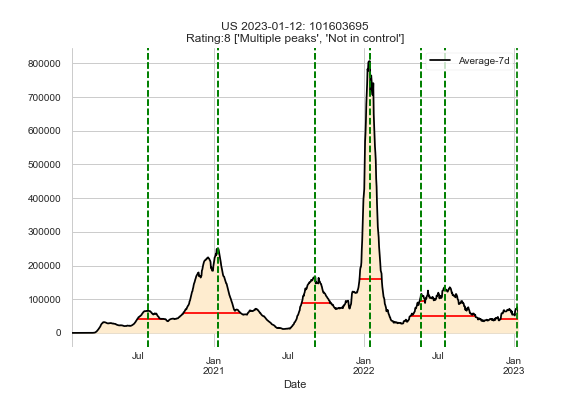 US 2023-01-12: 101603695
Rating:8 ['Multiple peaks', 'Not in control']
Average-7d
800000
700000
600000
500000
400000
300000
200000
100000
0
Jul
Jan
2021
Jul
Jan
2022
Jul
Jan
2023
Date